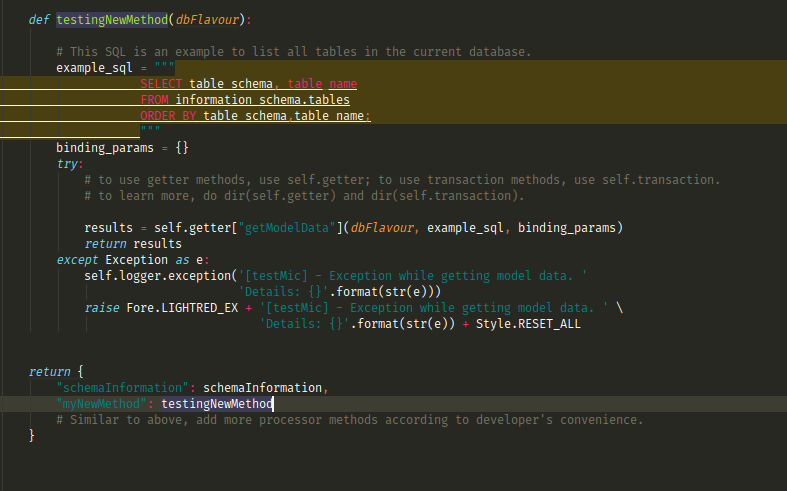 def testingNewMethod(dbFlavour):
# This SQL is an example to list all tables in the current database.
example_sql = """
SELECT table_schema, table_name
FROM information_schema.tables
ORDER BY table_schema,table_name;
"""
binding_params = {}
try:
# to use getter methods, use self.getter; to use transaction methods, use self.transaction.
# to learn more, do dir(self.getter) and dir(self.transaction).
results = self.getter["getModelData"](dbFlavour, example_sql, binding_params)
return results
except Exception as e:
self.logger.exception('[testMic] - Exception while getting model data. '
'Details: {}'.format(str(e)))
raise Fore.LIGHTRED_EX + '[testMic] - Exception while getting model data. ' \
'Details: {}'.format(str(e)) + Style.RESET_ALL
return {
"schemaInformation": schemaInformation,
"myNewMethod": testingNewMethod
# Similar to above, add more processor methods according to developer's convenience.
}